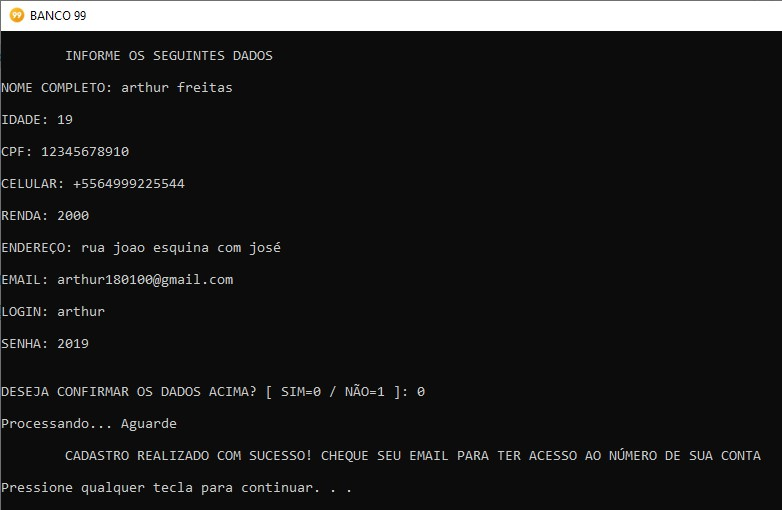 99 BANCO 99
INFORME OS SEGUINTES DADOS
NOME COMPLETO: arthur freitas
IDADE: 19
CPF: 12345678910
CELULAR: +5564999225544
RENDA: 2000
ENDEREÇO: rua joao esquina com josé
EMAIL: arthur180100@gmail.com
LOGIN: arthur
SENHA: 2019
DESEJA CONFIRMAR OS DADOS ACIMA? [ SIM=0 / NÃO=1 ]: 0
Processando... Aguarde
CADASTRO REALIZADO COM SUCESSO! CHEQUE SEU EMAIL PARA TER ACESSO AO NÚMERO DE SUA CONTA
Pressione qualquer tecla para continuar. . .